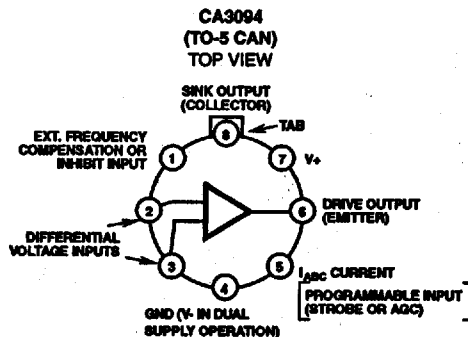 CA3094
(TO-5 CAN)
TOP VIEW
SINK OUTPUT
(COLLECTOR)
TAB
EXT. FREQUENCY
COMPENSATION OR
INHIBIT INPUT
8
1
7
V+
2
6
DRIVE OUTPUT
(EMITTER)
DIFFERENTIAL
VOLTAGE INPUTS
3
5
4
IABC CURRENT
PROGRAMMABLE INPUT
(STROBE OR AGC)
GND (V- IN DUAL
SUPPLY OPERATION)